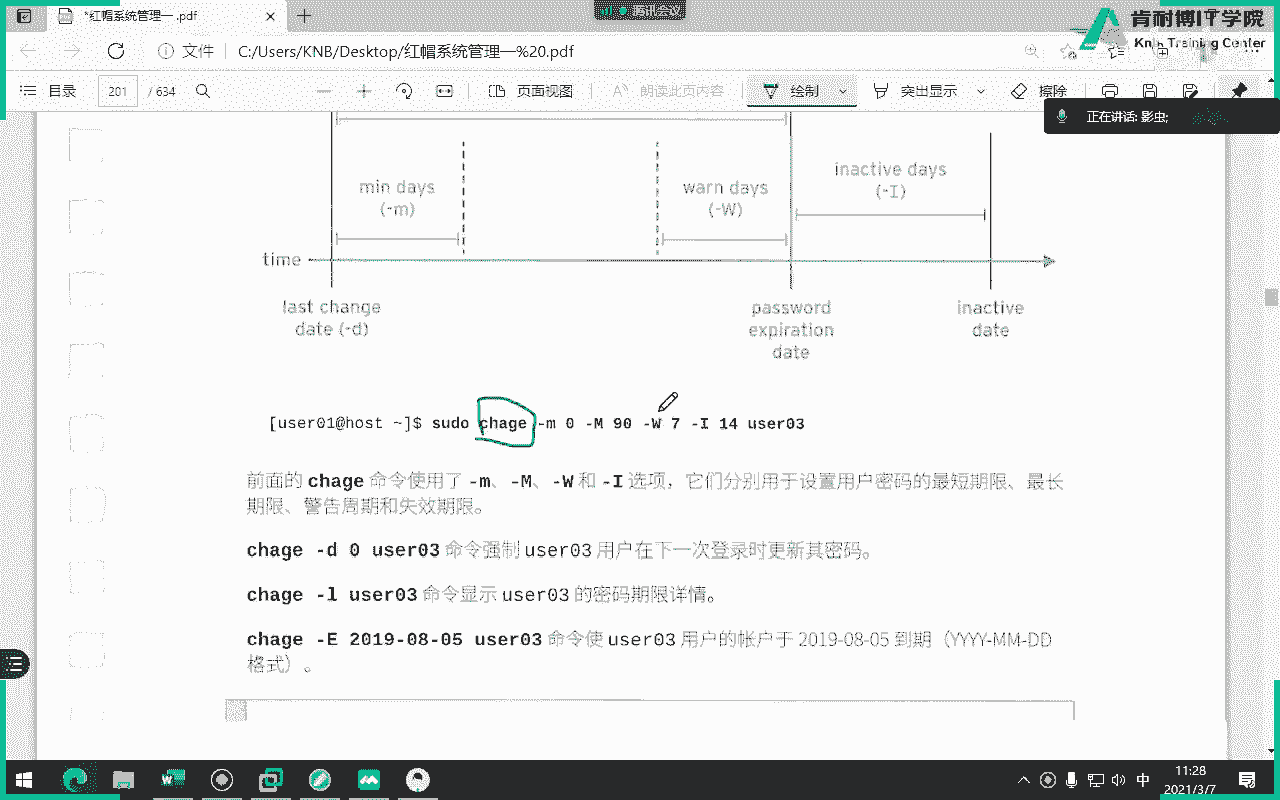 *红帽系统管理一 .pdf
腾讯会议
肯耐博IT学院
KNB Training Center
文件 C:/Users/KNB/Desktop/红帽系统管理一%20.pdf
目录 201 / 634 页面视图 朗读此页内容 绘制 突出显示 擦除
正在讲话: 影虫;
min days
(-m)
warn days
(-W)
inactive days
(-I)
time
last change
date (-d)
password
expiration
date
inactive
date
[user01@host ~]$ sudo chage -m 0 -M 90 -W 7 -I 14 user03
前面的 chage 命令使用了 -m、-M、-W 和 -I 选项，它们分别用于设置用户密码的最短期限、最长
期限、警告周期和失效期限。
chage -d 0 user03 命令强制 user03 用户在下一次登录时更新其密码。
chage -l user03 命令显示 user03 的密码期限详情。
chage -E 2019-08-05 user03 命令使 user03 用户的帐户于 2019-08-05 到期（YYYY-MM-DD
格式）。
中
11:28
2021/3/7